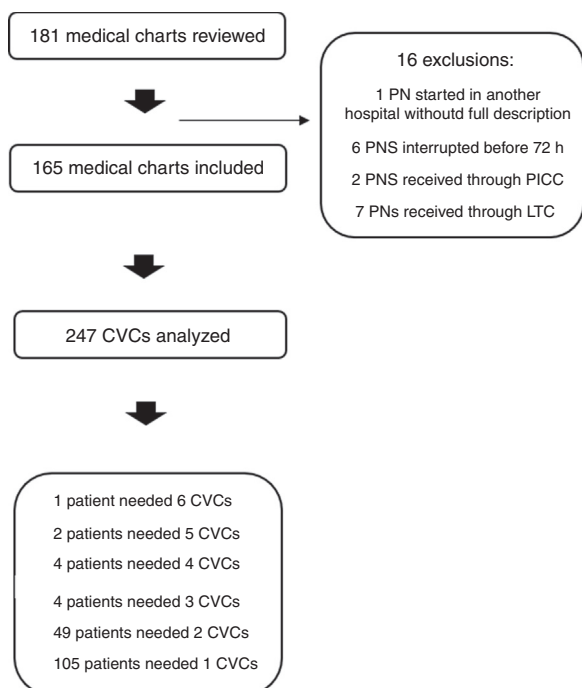 181 medical charts reviewed
16 exclusions:
1 PN started in another
hospital withoutd full description
6 PNS interrupted before 72 h
2 PNS received through PICC
7 PNs received through LTC
165 medical charts included
247 CVCs analyzed
1 patient needed 6 CVCs
2 patients needed 5 CVCs
4 patients needed 4 CVCs
4 patients needed 3 CVCs
49 patients needed 2 CVCs
105 patients needed 1 CVCs